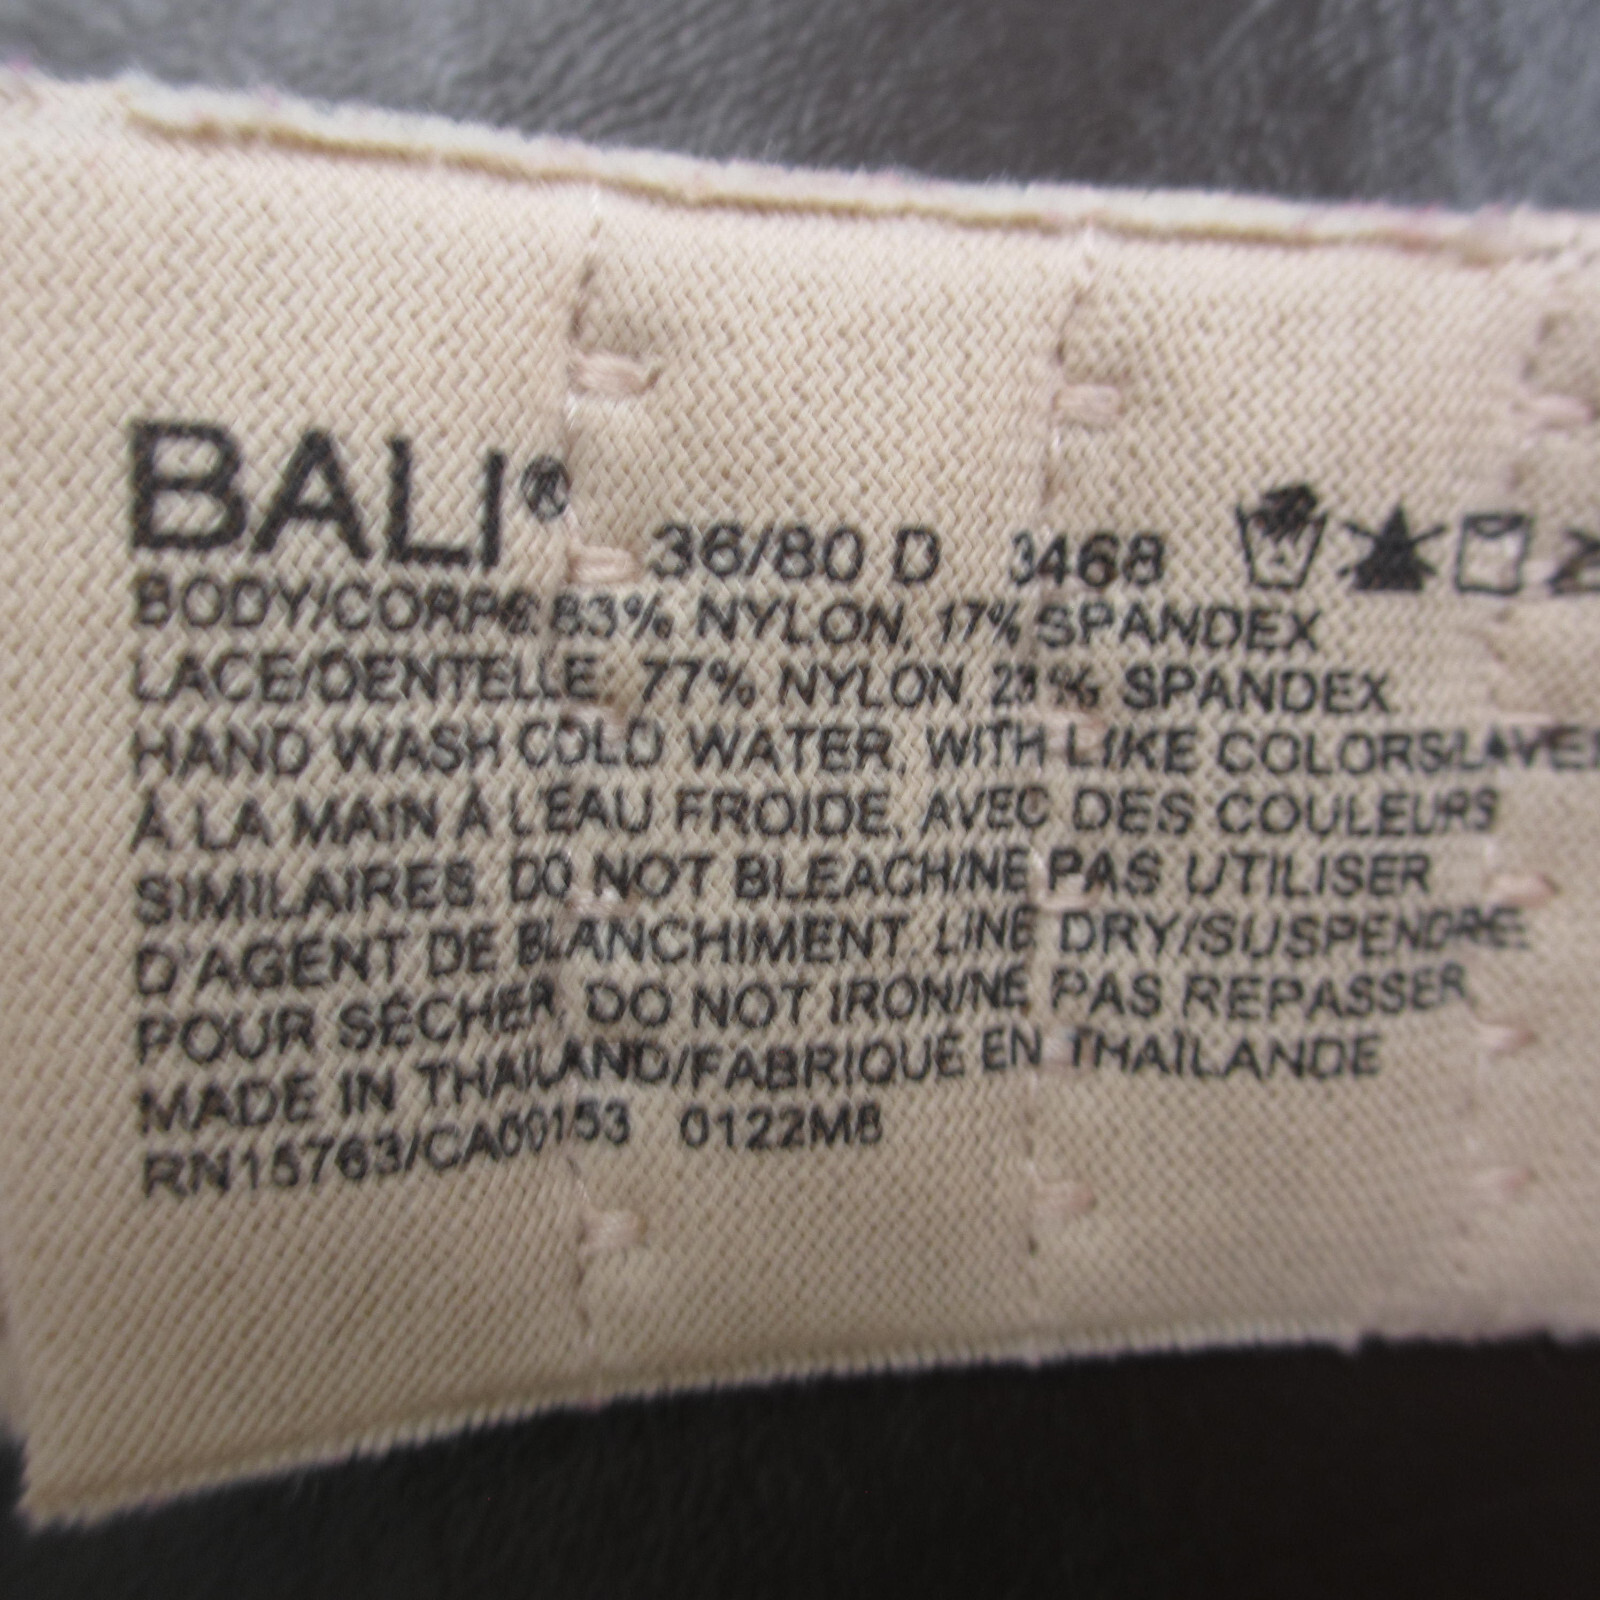 BALI® 36/80 D 3468
BODY/CORPS 83% NYLON, 17% SPANDEX
LACE/DENTELLE, 77% NYLON, 23% SPANDEX
HAND WASH COLD WATER, WITH LIKE COLORS/LAVER
À LA MAIN À L'EAU FROIDE, AVEC DES COULEURS
SIMILAIRES. DO NOT BLEACH/NE PAS UTILISER
D'AGENT DE BLANCHIMENT. LINE DRY/SUSPENDRE
POUR SÉCHER. DO NOT IRON/NE PAS REPASSER
MADE IN THAILAND/FABRIQUÉ EN THAÏLANDE
RN15763/CA00153 0122M8